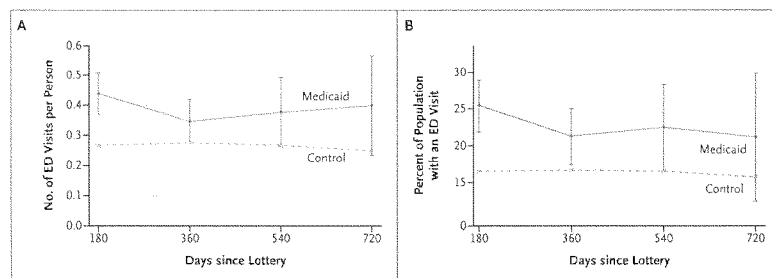 A
No. of ED Visits per Person
0.6
0.5
0.4
0.3
0.2
0.1
0.0
Medicaid
Control
180 360 540 720
Days since Lottery
B
Percent of Population
with an ED Visit
30
25
20
15
0
Medicaid
Control
180 360 540 720
Days since Lottery